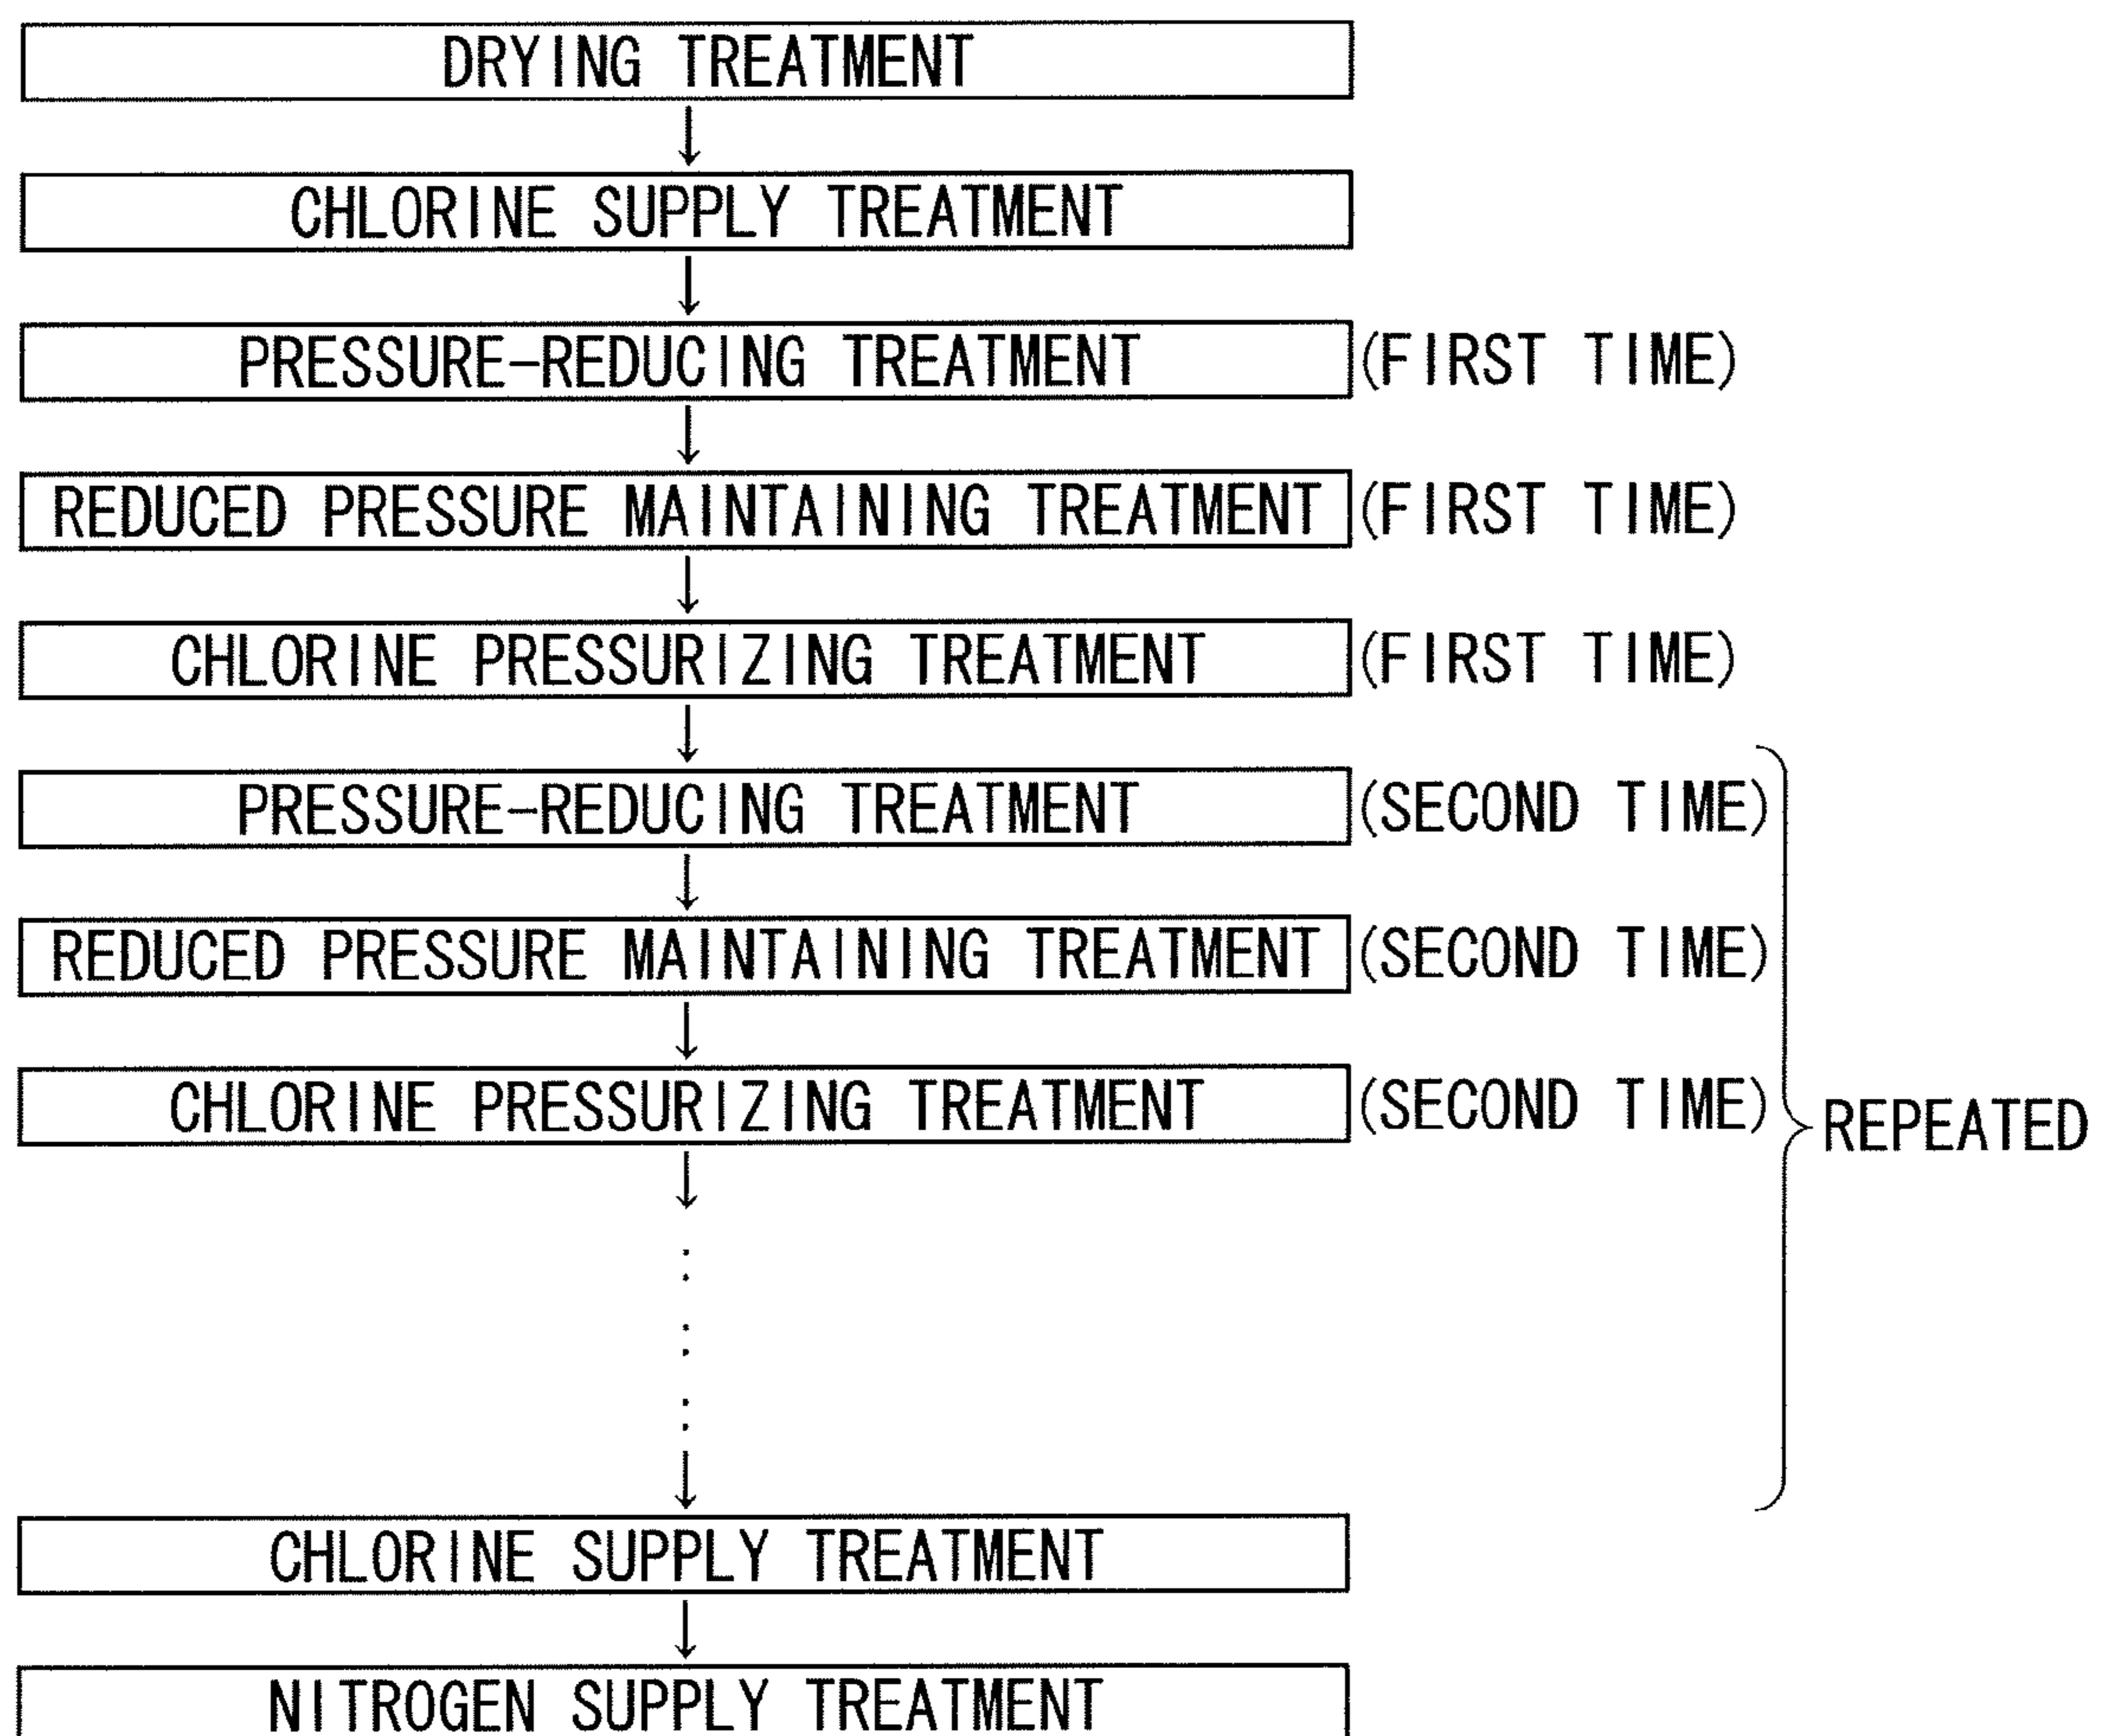 DRYING TREATMENT
CHLORINE SUPPLY TREATMENT
PRESSURE-REDUCING TREATMENT (FIRST TIME)
REDUCED PRESSURE MAINTAINING TREATMENT (FIRST TIME)
CHLORINE PRESSURIZING TREATMENT (FIRST TIME)
PRESSURE-REDUCING TREATMENT (SECOND TIME)
REDUCED PRESSURE MAINTAINING TREATMENT (SECOND TIME)
CHLORINE PRESSURIZING TREATMENT (SECOND TIME)
REPEATED
CHLORINE SUPPLY TREATMENT
NITROGEN SUPPLY TREATMENT